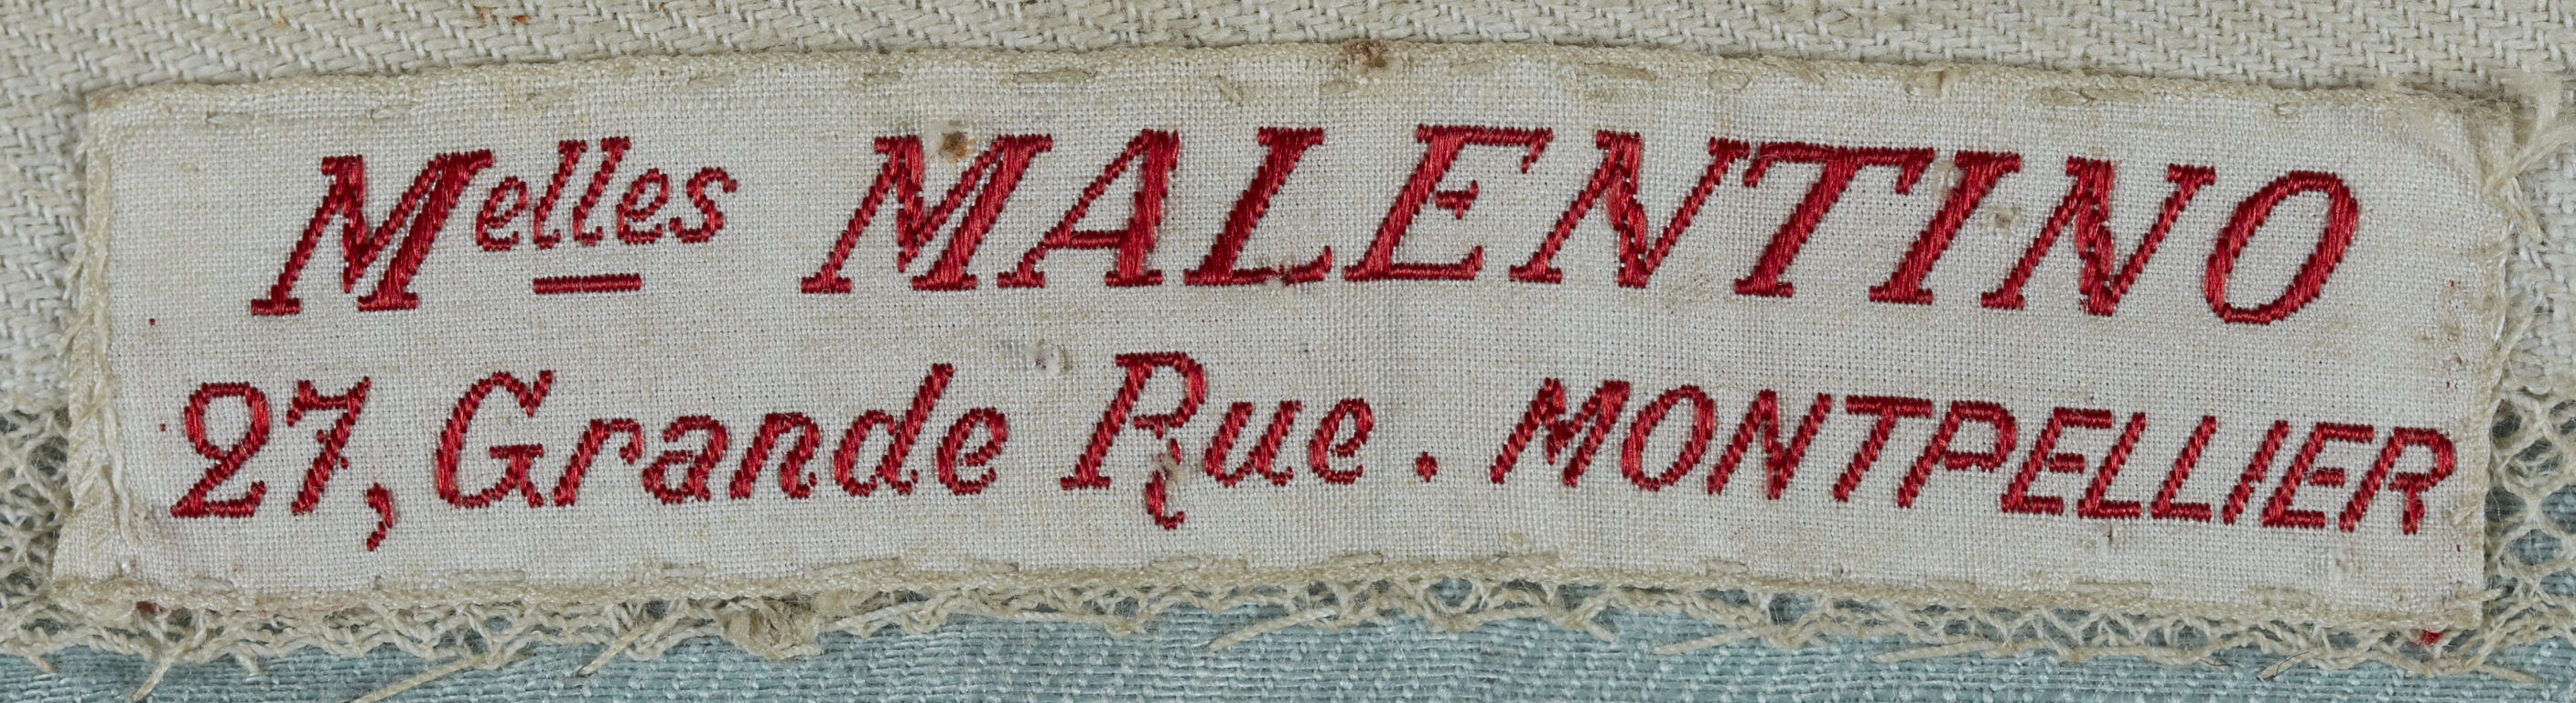 Melles MALENTINO
27, Grande Rue. MONTPELLIER